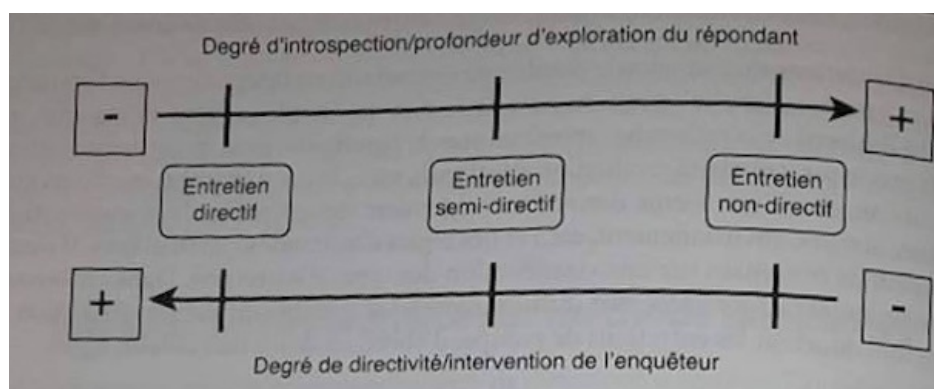 Degré d'introspection/profondeur d'exploration du répondant
- +
Entretien directif
Entretien semi-directif
Entretien non-directif
+ -
Degré de directivité/intervention de l'enquêteur